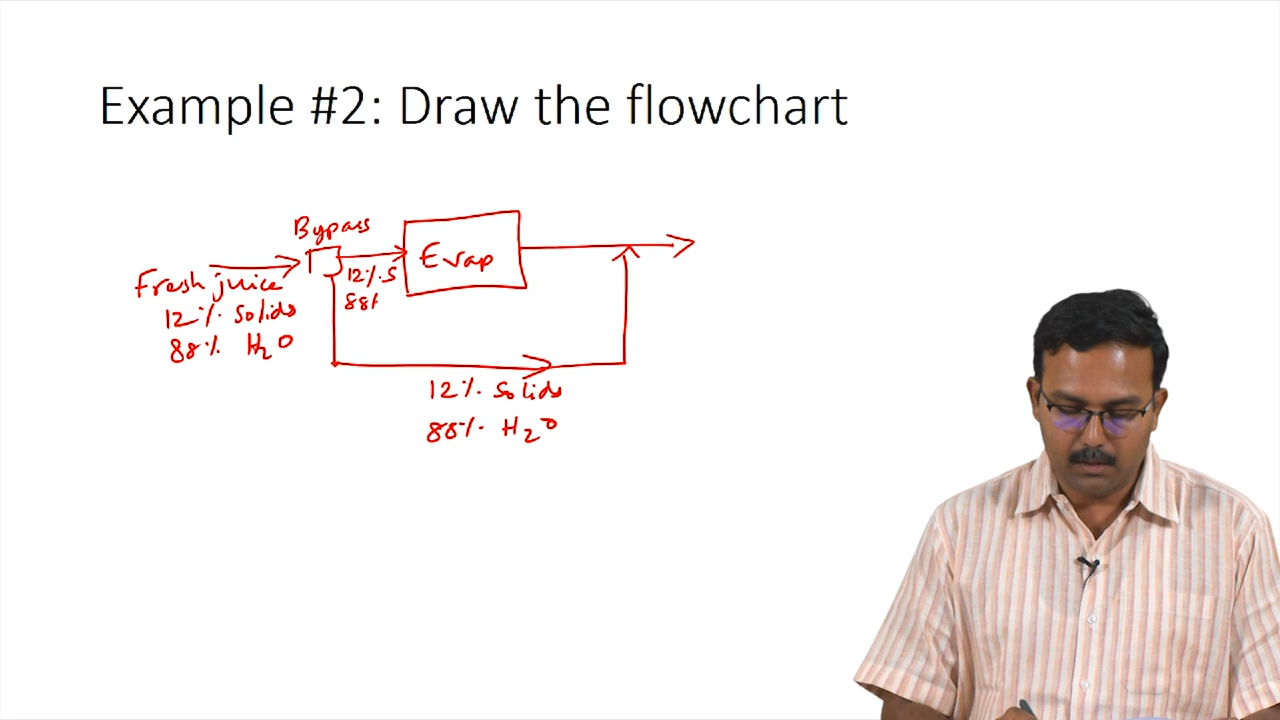 Example #2: Draw the flowchart
Bypass
Evap
Fresh juice
12% solids
88% H2O
12% S
88%
12% Solids
88% H2O